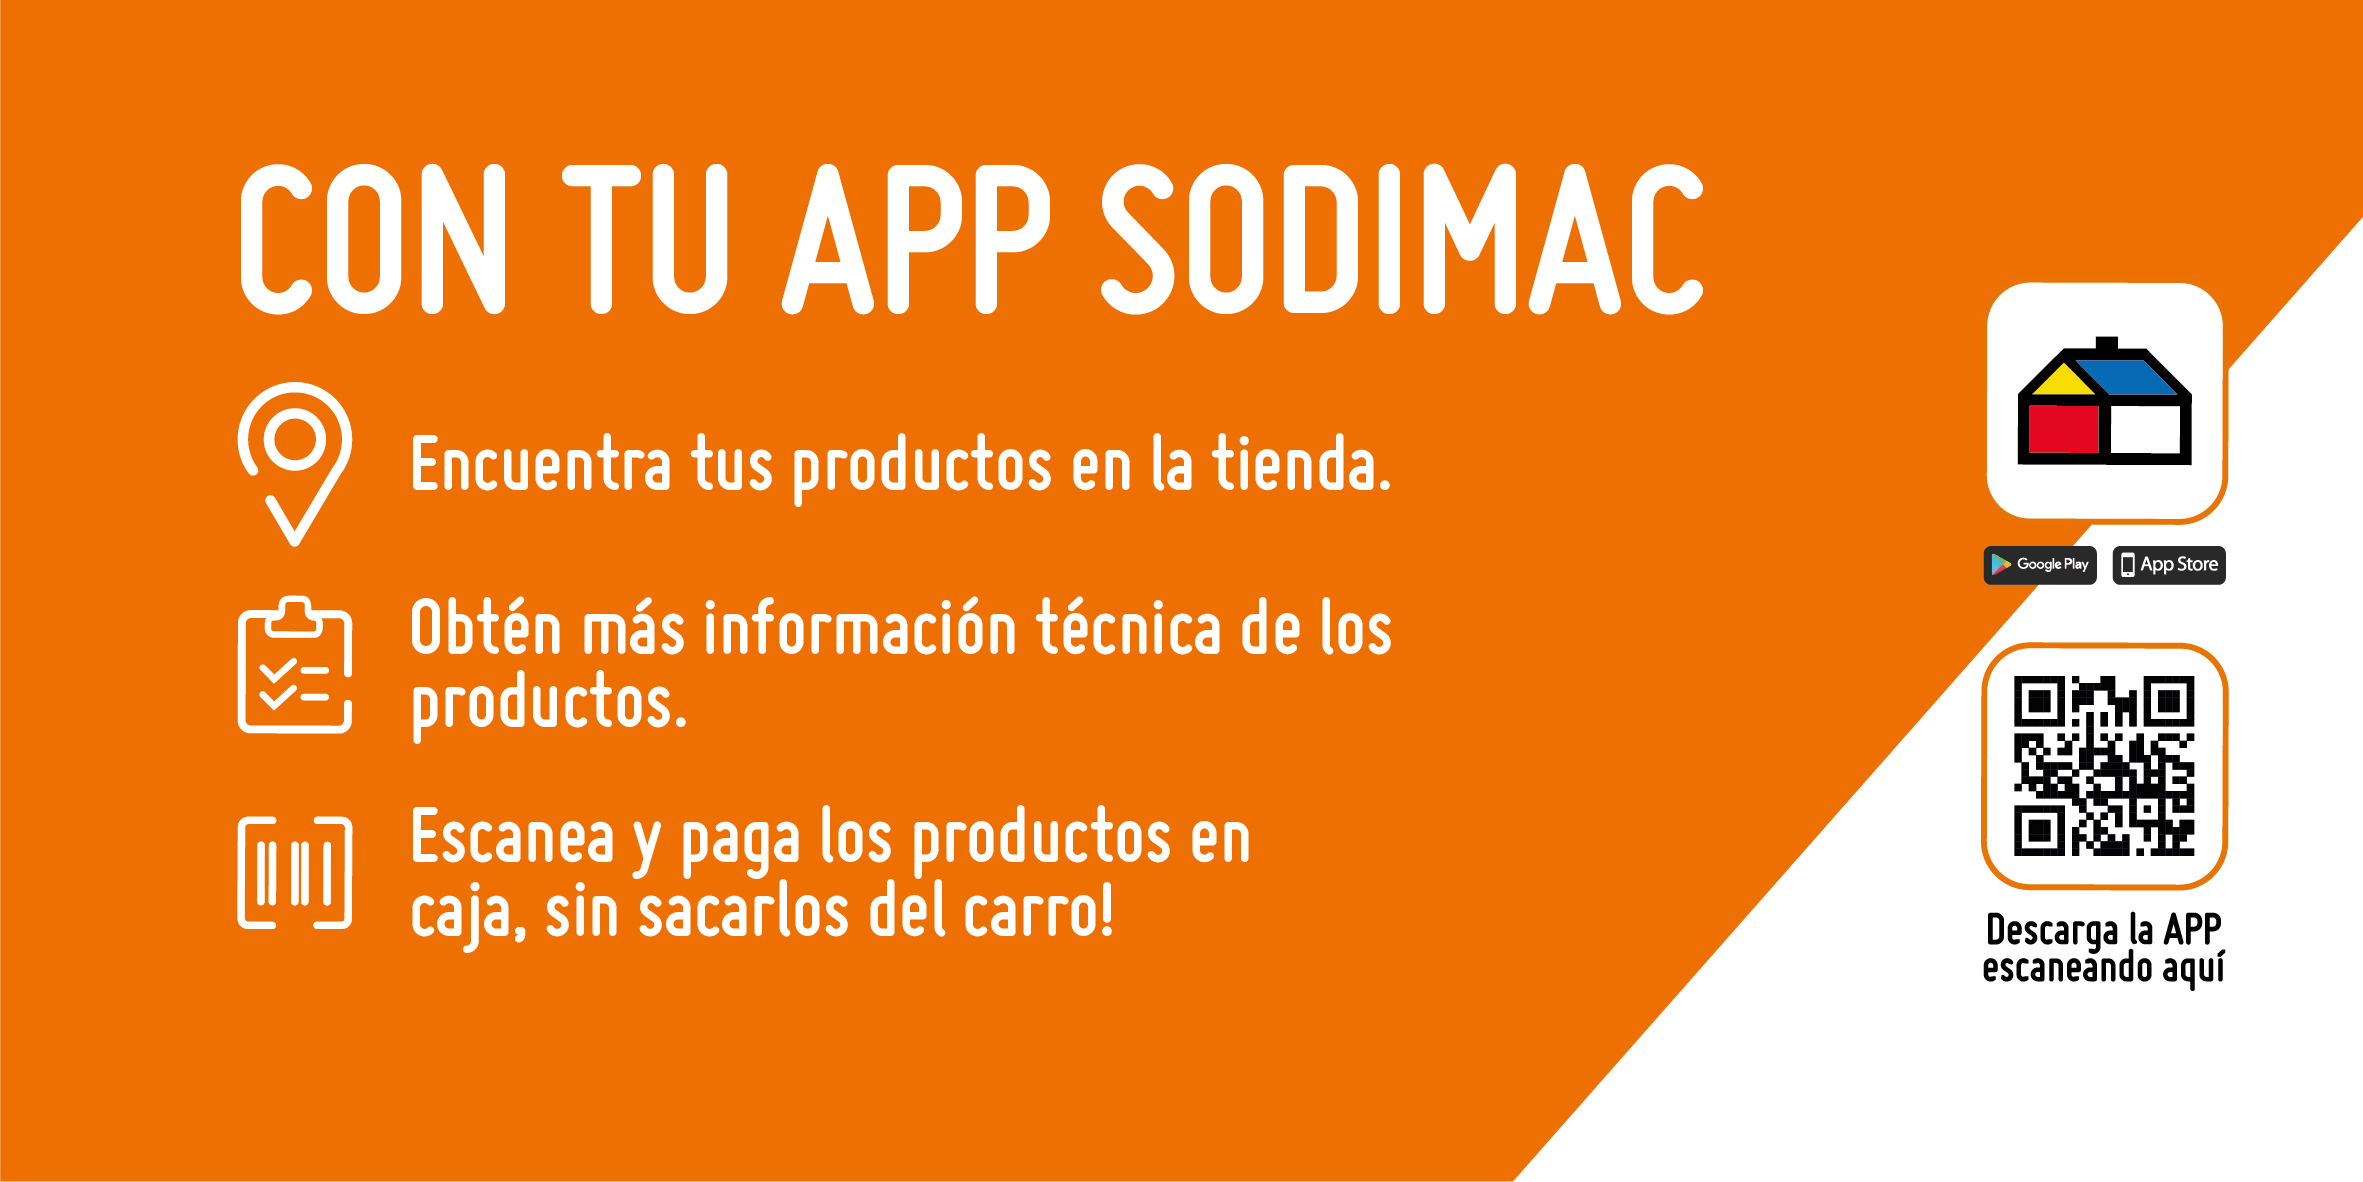 CON TU APP SODIMAC
Encuentra tus productos en la tienda.
Obtén más información técnica de los
productos.
Escanea y paga los productos en
caja, sin sacarlos del carro!
Google Play
App Store
Descarga la APP
escaneando aquí